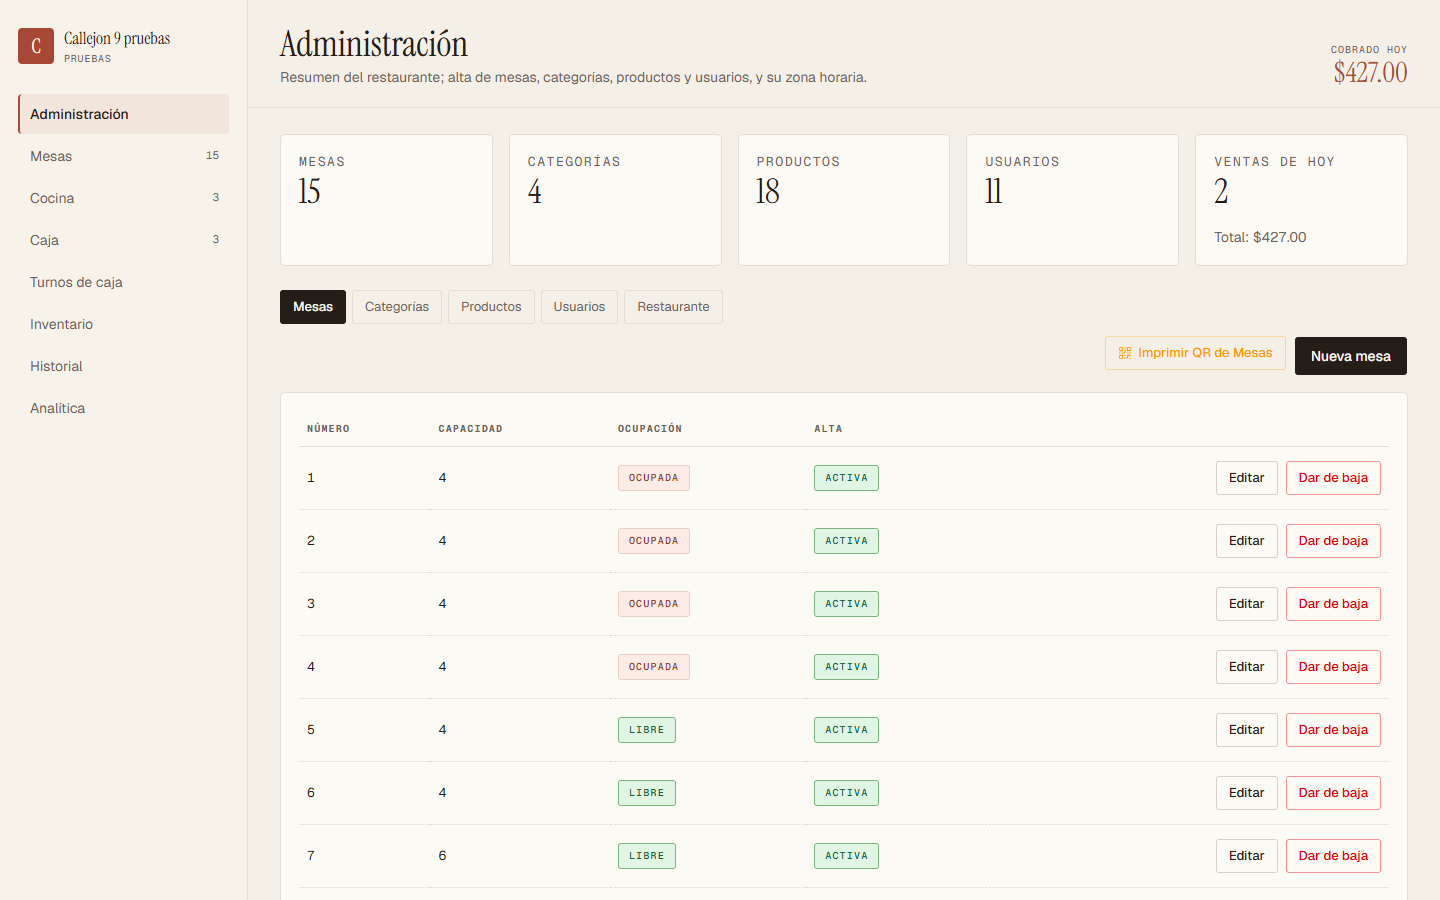 C
Callejon 9 pruebas
PRUEBAS
Administración
Mesas 15
Cocina 3
Caja 3
Turnos de caja
Inventario
Historial
Analítica
Administración
Resumen del restaurante; alta de mesas, categorías, productos y usuarios, y su zona horaria.
COBRADO HOY
$427.00
MESAS
15
CATEGORÍAS
4
PRODUCTOS
18
USUARIOS
11
VENTAS DE HOY
2
Total: $427.00
Mesas Categorías Productos Usuarios Restaurante
Imprimir QR de Mesas Nueva mesa
NÚMERO CAPACIDAD OCUPACIÓN ALTA
1 4 OCUPADA ACTIVA Editar Dar de baja
2 4 OCUPADA ACTIVA Editar Dar de baja
3 4 OCUPADA ACTIVA Editar Dar de baja
4 4 OCUPADA ACTIVA Editar Dar de baja
5 4 LIBRE ACTIVA Editar Dar de baja
6 4 LIBRE ACTIVA Editar Dar de baja
7 6 LIBRE ACTIVA Editar Dar de baja